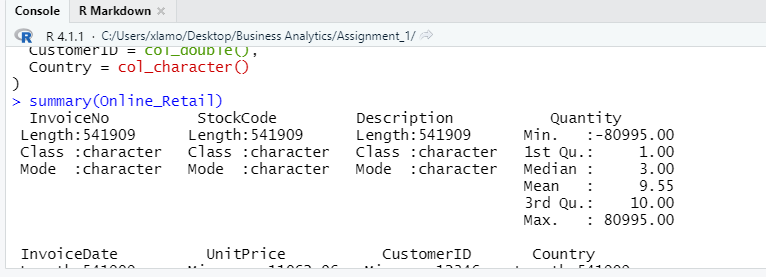 Console R Markdown ×
R 4.1.1 · C:/Users/xlamo/Desktop/Business Analytics/Assignment_1/
CustomerID = col_double(),
Country = col_character()
)
> summary(Online_Retail)
InvoiceNo StockCode Description Quantity
Length:541909 Length:541909 Length:541909 Min. :-80995.00
Class :character Class :character Class :character 1st Qu.: 1.00
Mode :character Mode :character Mode :character Median : 3.00
Mean : 9.55
3rd Qu.: 10.00
Max. : 80995.00
InvoiceDate UnitPrice CustomerID Country